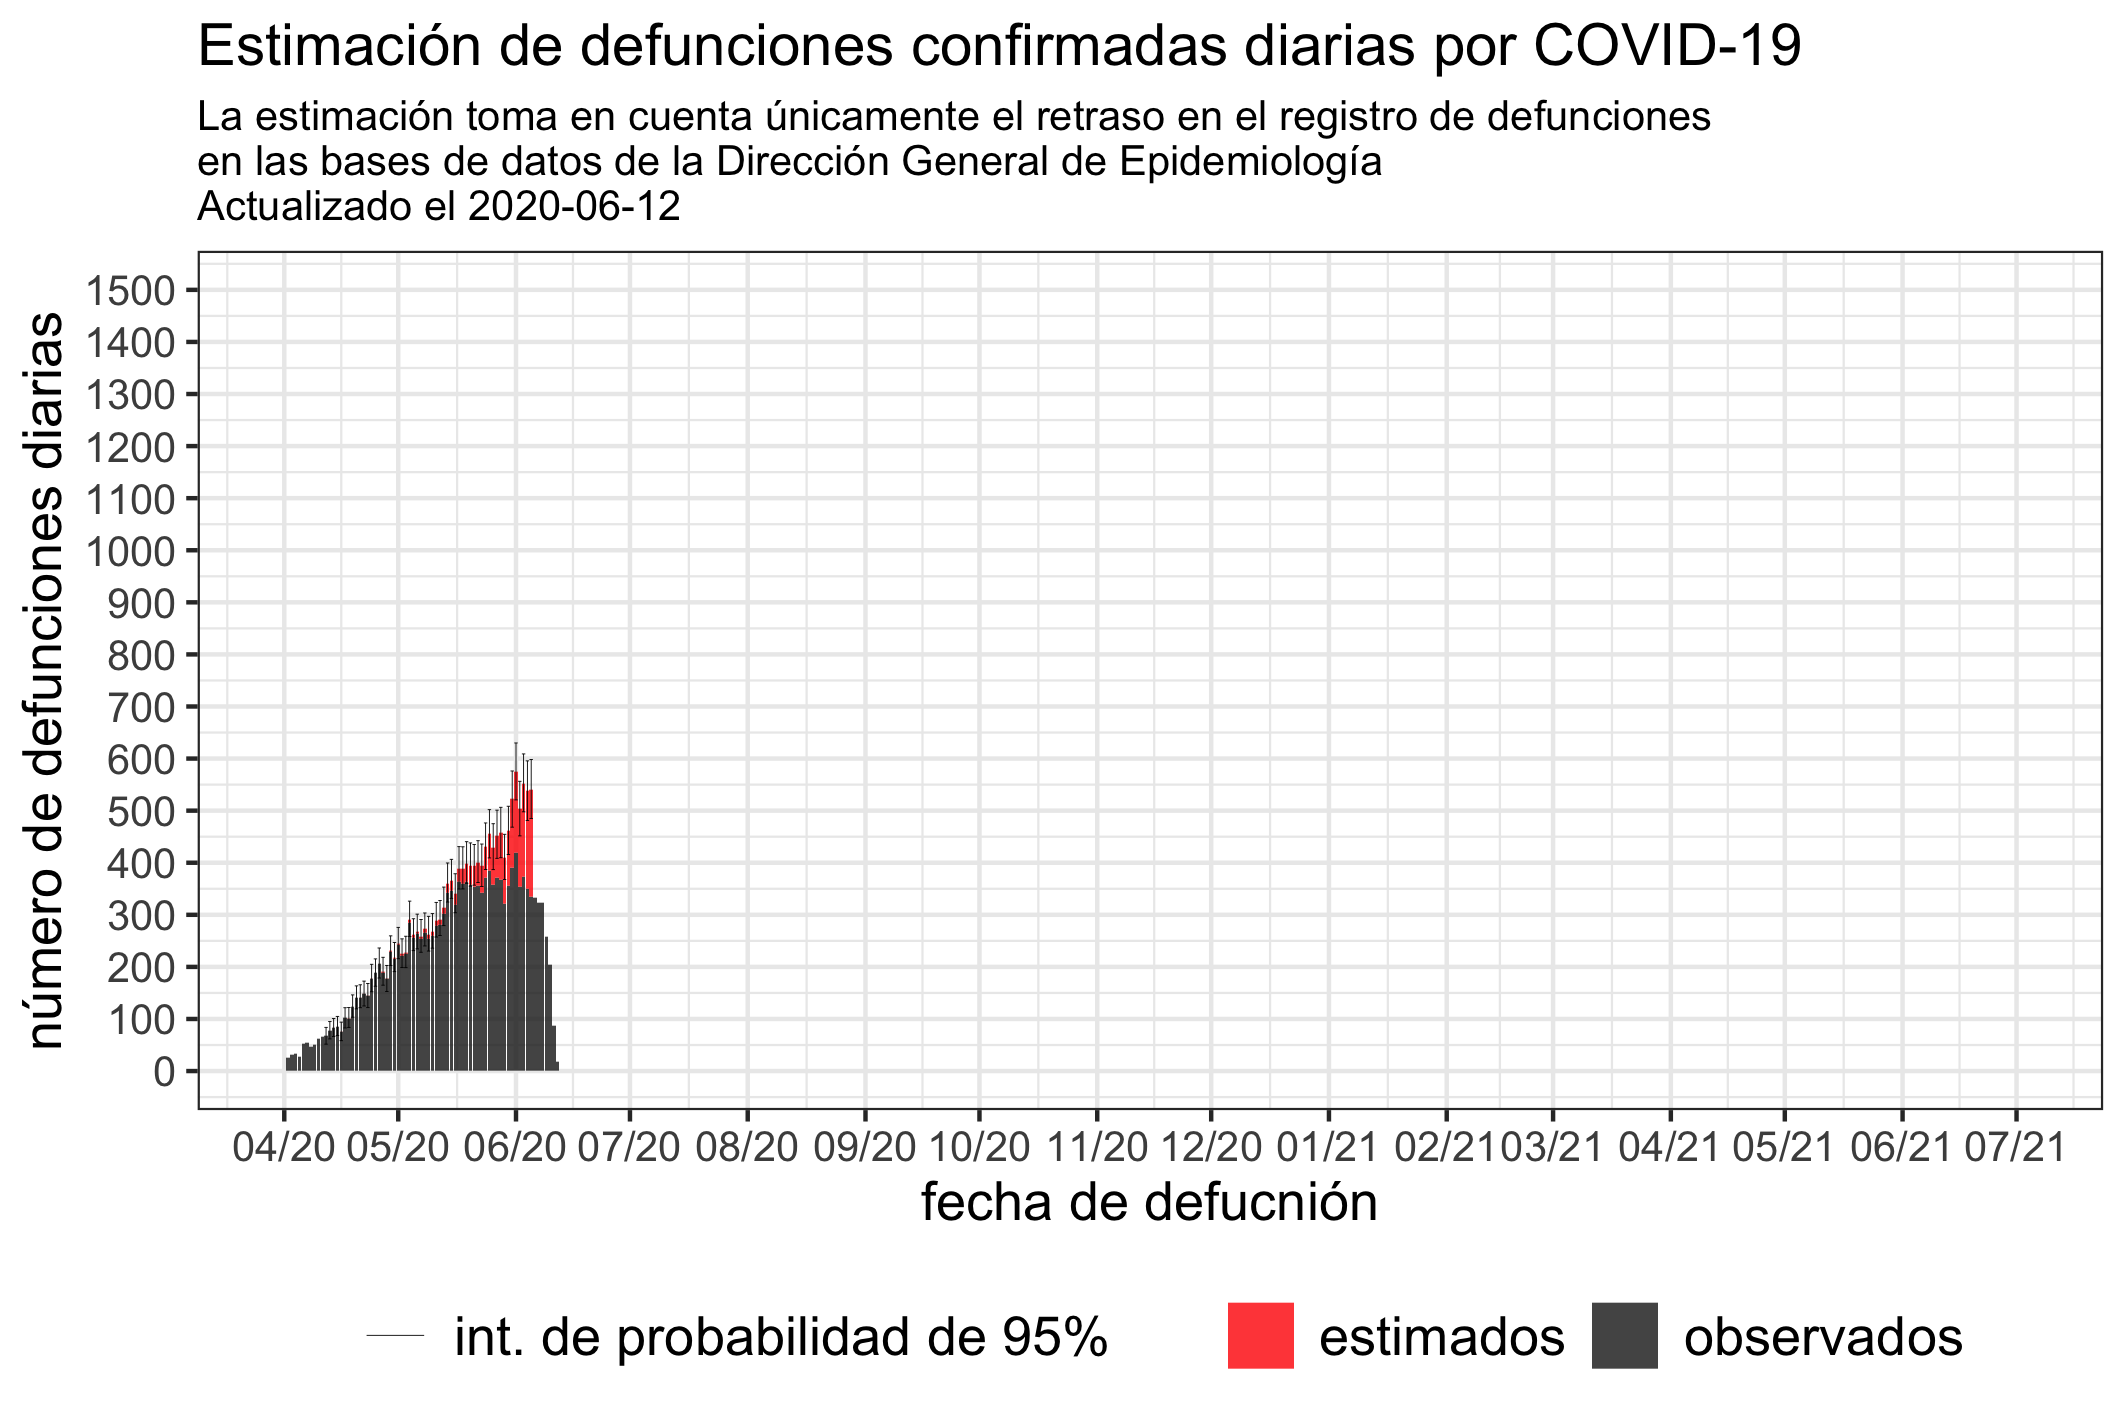 Estimación de defunciones confirmadas diarias por COVID-19
La estimación toma en cuenta únicamente el retraso en el registro de defunciones
en las bases de datos de la Dirección General de Epidemiología
Actualizado el 2020-06-12
número de defunciones diarias
1500
1400
1300
1200
1100
1000
900
800
700
600
500
400
300
200
100
0
04/20 05/20 06/20 07/20 08/20 09/20 10/20 11/20 12/20 01/21 02/21 03/21 04/21 05/21 06/21 07/21
fecha de defucnión
int. de probabilidad de 95% estimados observados